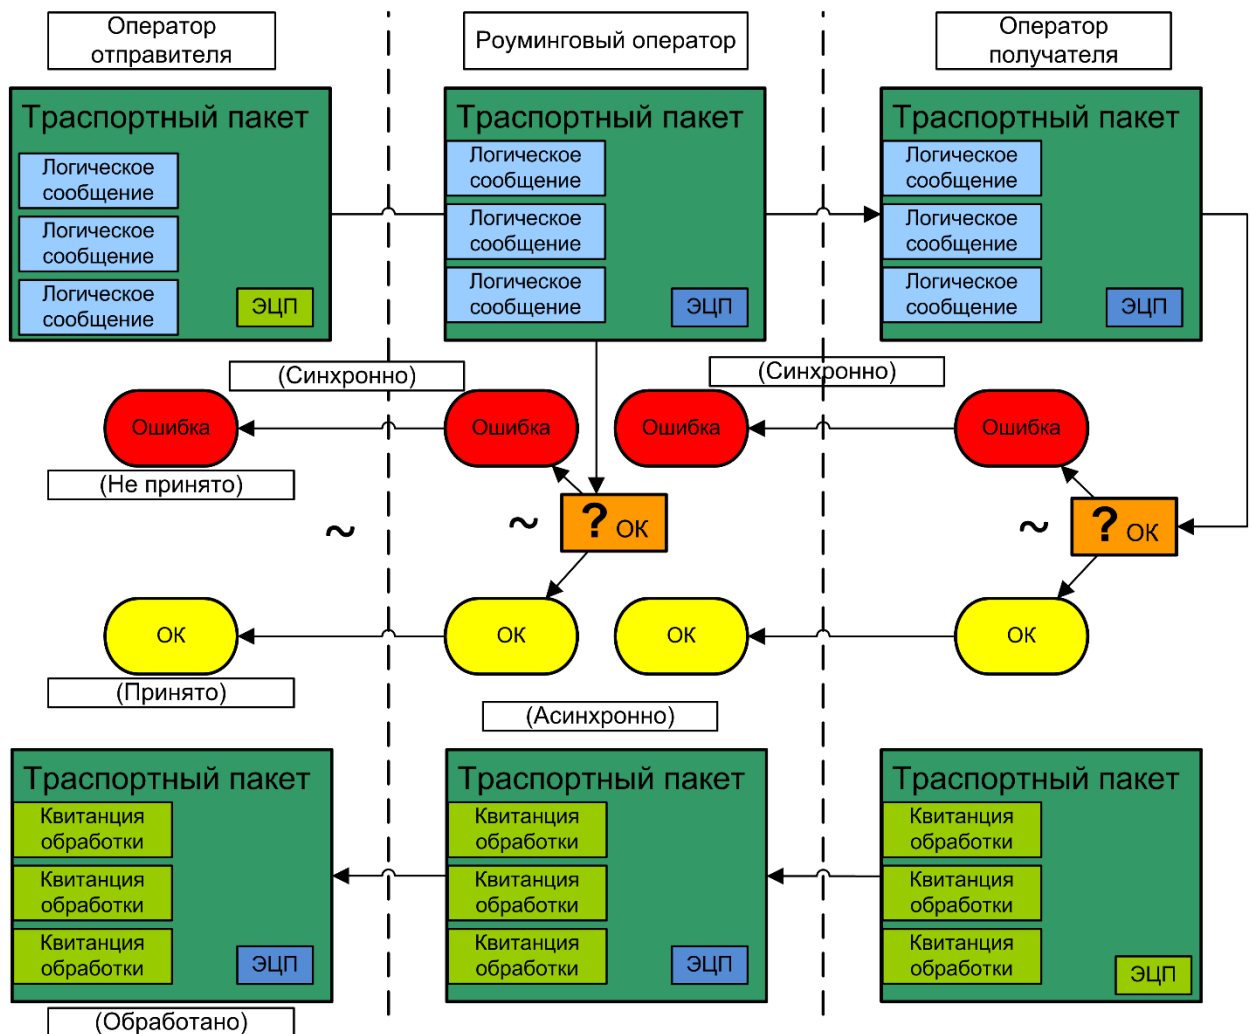 Оператор
отправителя
Роуминговый оператор
Оператор
получателя
Траспортный пакет
Логическое
сообщение
Логическое
сообщение
Логическое
сообщение
ЭЦП
Траспортный пакет
Логическое
сообщение
Логическое
сообщение
Логическое
сообщение
ЭЦП
Траспортный пакет
Логическое
сообщение
Логическое
сообщение
Логическое
сообщение
ЭЦП
(Синхронно)
(Синхронно)
Ошибка
Ошибка
Ошибка
Ошибка
(Не принято)
~
~
? ОК
~
? ОК
ОК
ОК
ОК
ОК
(Принято)
(Асинхронно)
Траспортный пакет
Квитанция
обработки
Квитанция
обработки
Квитанция
обработки
ЭЦП
Траспортный пакет
Квитанция
обработки
Квитанция
обработки
Квитанция
обработки
ЭЦП
Траспортный пакет
Квитанция
обработки
Квитанция
обработки
Квитанция
обработки
ЭЦП
(Обработано)